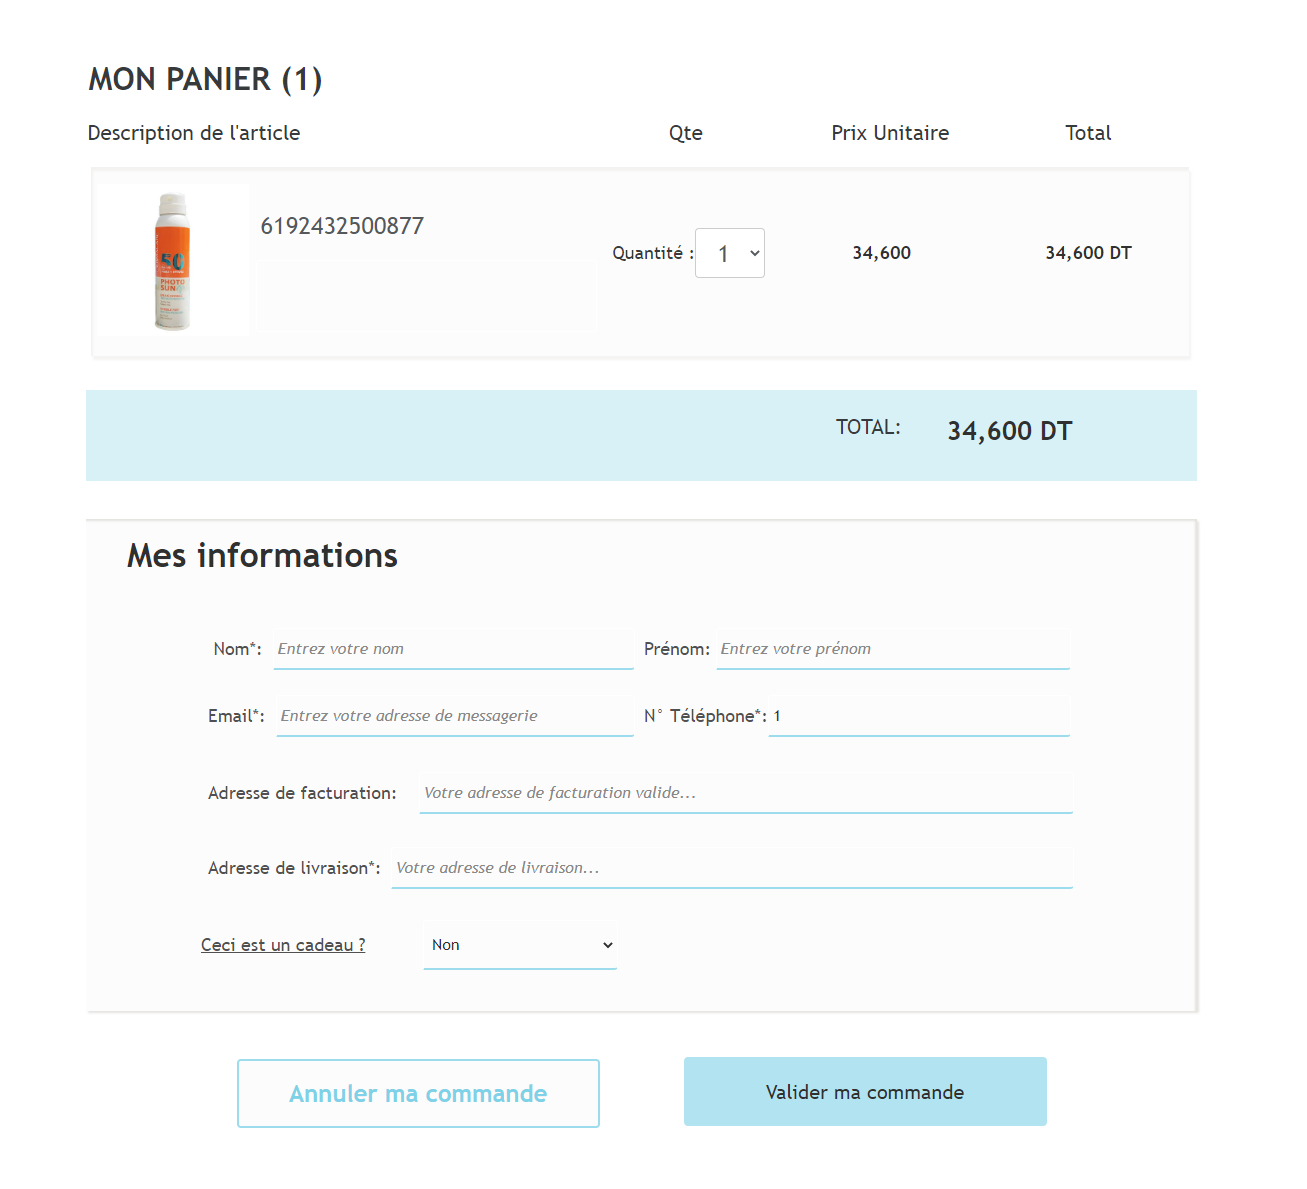 MON PANIER (1)
Description de l'article Qte Prix Unitaire Total
6192432500877
Quantité : 1 34,600 34,600 DT
50
PHOTO
SUN
TOTAL: 34,600 DT
Mes informations
Nom*: Entrez votre nom Prénom: Entrez votre prénom
Email*: Entrez votre adresse de messagerie N° Téléphone*: 1
Adresse de facturation: Votre adresse de facturation valide...
Adresse de livraison*: Votre adresse de livraison...
Ceci est un cadeau ? Non
Annuler ma commande Valider ma commande